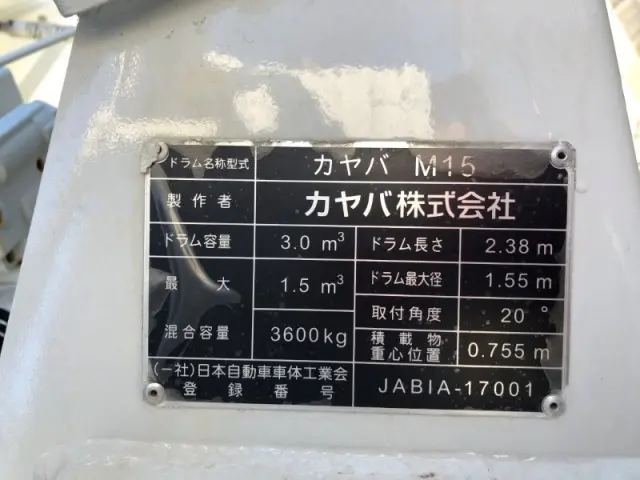 ドラム名称型式 カヤバ M15
製作者 カヤバ株式会社
ドラム容量 3.0 m³ ドラム長さ 2.38 m
最大 1.5 m³ ドラム最大径 1.55 m
混合容量 3600kg 取付角度 20°
積載物
重心位置 0.755 m
(一社)日本自動車車体工業会
登録番号 JABIA-17001